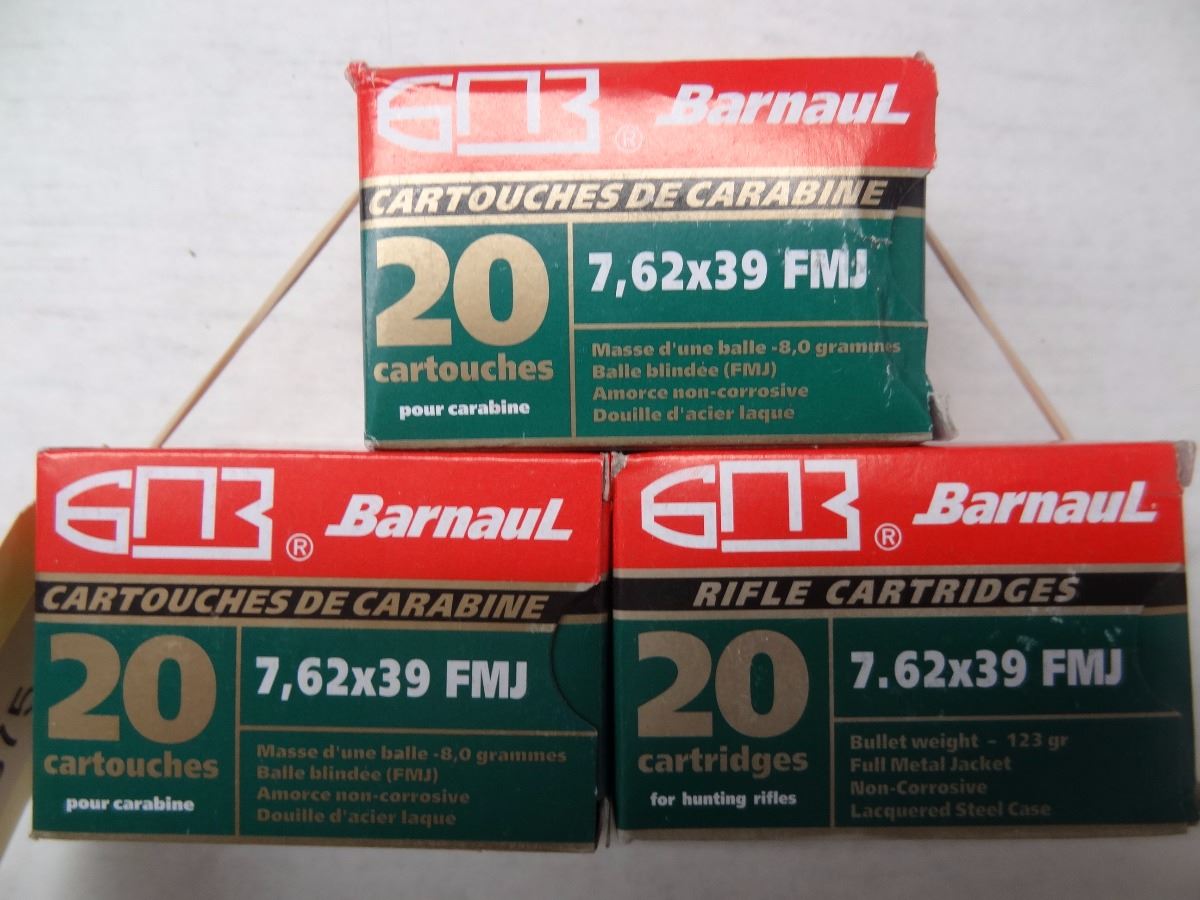 БПЗ ® Barnaul
CARTOUCHES DE CARABINE
20
cartouches
pour carabine
7,62x39 FMJ
Masse d'une balle -8,0 grammes
Balle blindée (FMJ)
Amorce non-corrosive
Douille d'acier laque
БПЗ ® Barnaul
CARTOUCHES DE CARABINE
20
cartouches
pour carabine
7,62x39 FMJ
Masse d'une balle -8,0 grammes
Balle blindée (FMJ)
Amorce non-corrosive
Douille d'acier laque
БПЗ ® Barnaul
RIFLE CARTRIDGES
20
cartridges
for hunting rifles
7.62x39 FMJ
Bullet weight - 123 gr
Full Metal Jacket
Non-Corrosive
Lacquered Steel Case